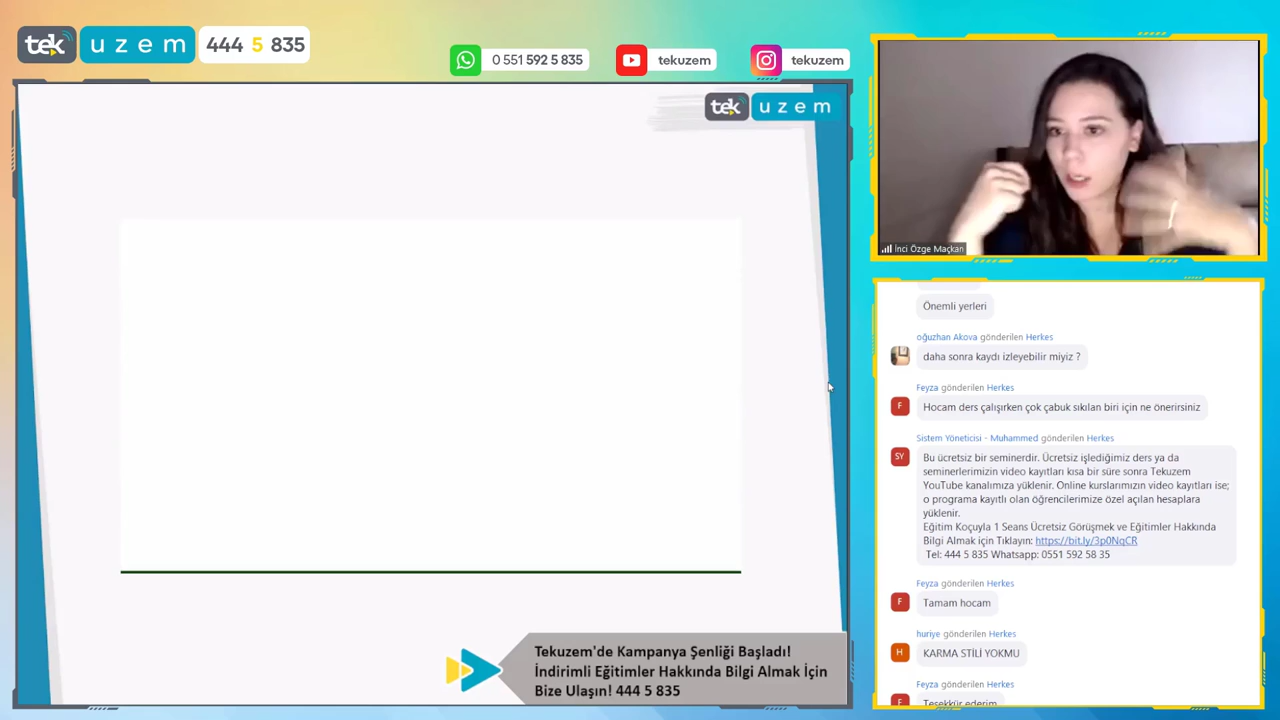 tek uzem 444 5 835
0 551 592 5 835
tekuzem
tekuzem
tek uzem
İnci Özge Maçkan
Önemli yerleri
oğuzhan Akova gönderilen Herkes
daha sonra kaydı izleyebilir miyiz ?
Feyza gönderilen Herkes
F
Hocam ders çalışırken çok çabuk sıkılan biri için ne önerirsiniz
Sistem Yöneticisi - Muhammed gönderilen Herkes
SY
Bu ücretsiz bir seminerdir. Ücretsiz işlediğimiz ders ya da
seminerlerimizin video kayıtları kısa bir süre sonra Tekuzem
YouTube kanalımıza yüklenir. Online kurslarımızın video kayıtları ise;
o programa kayıtlı olan öğrencilerimize özel açılan hesaplara
yüklenir.
Eğitim Koçuyla 1 Seans Ücretsiz Görüşmek ve Eğitimler Hakkında
Bilgi Almak için Tıklayın: https://bit.ly/3p0NqCR
Tel: 444 5 835 Whatsapp: 0551 592 58 35
Feyza gönderilen Herkes
F
Tamam hocam
huriye gönderilen Herkes
H
KARMA STİLİ YOKMU
Feyza gönderilen Herkes
F
Teşekkür ederim
Tekuzem'de Kampanya Şenliği Başladı!
İndirimli Eğitimler Hakkında Bilgi Almak İçin
Bize Ulaşın! 444 5 835